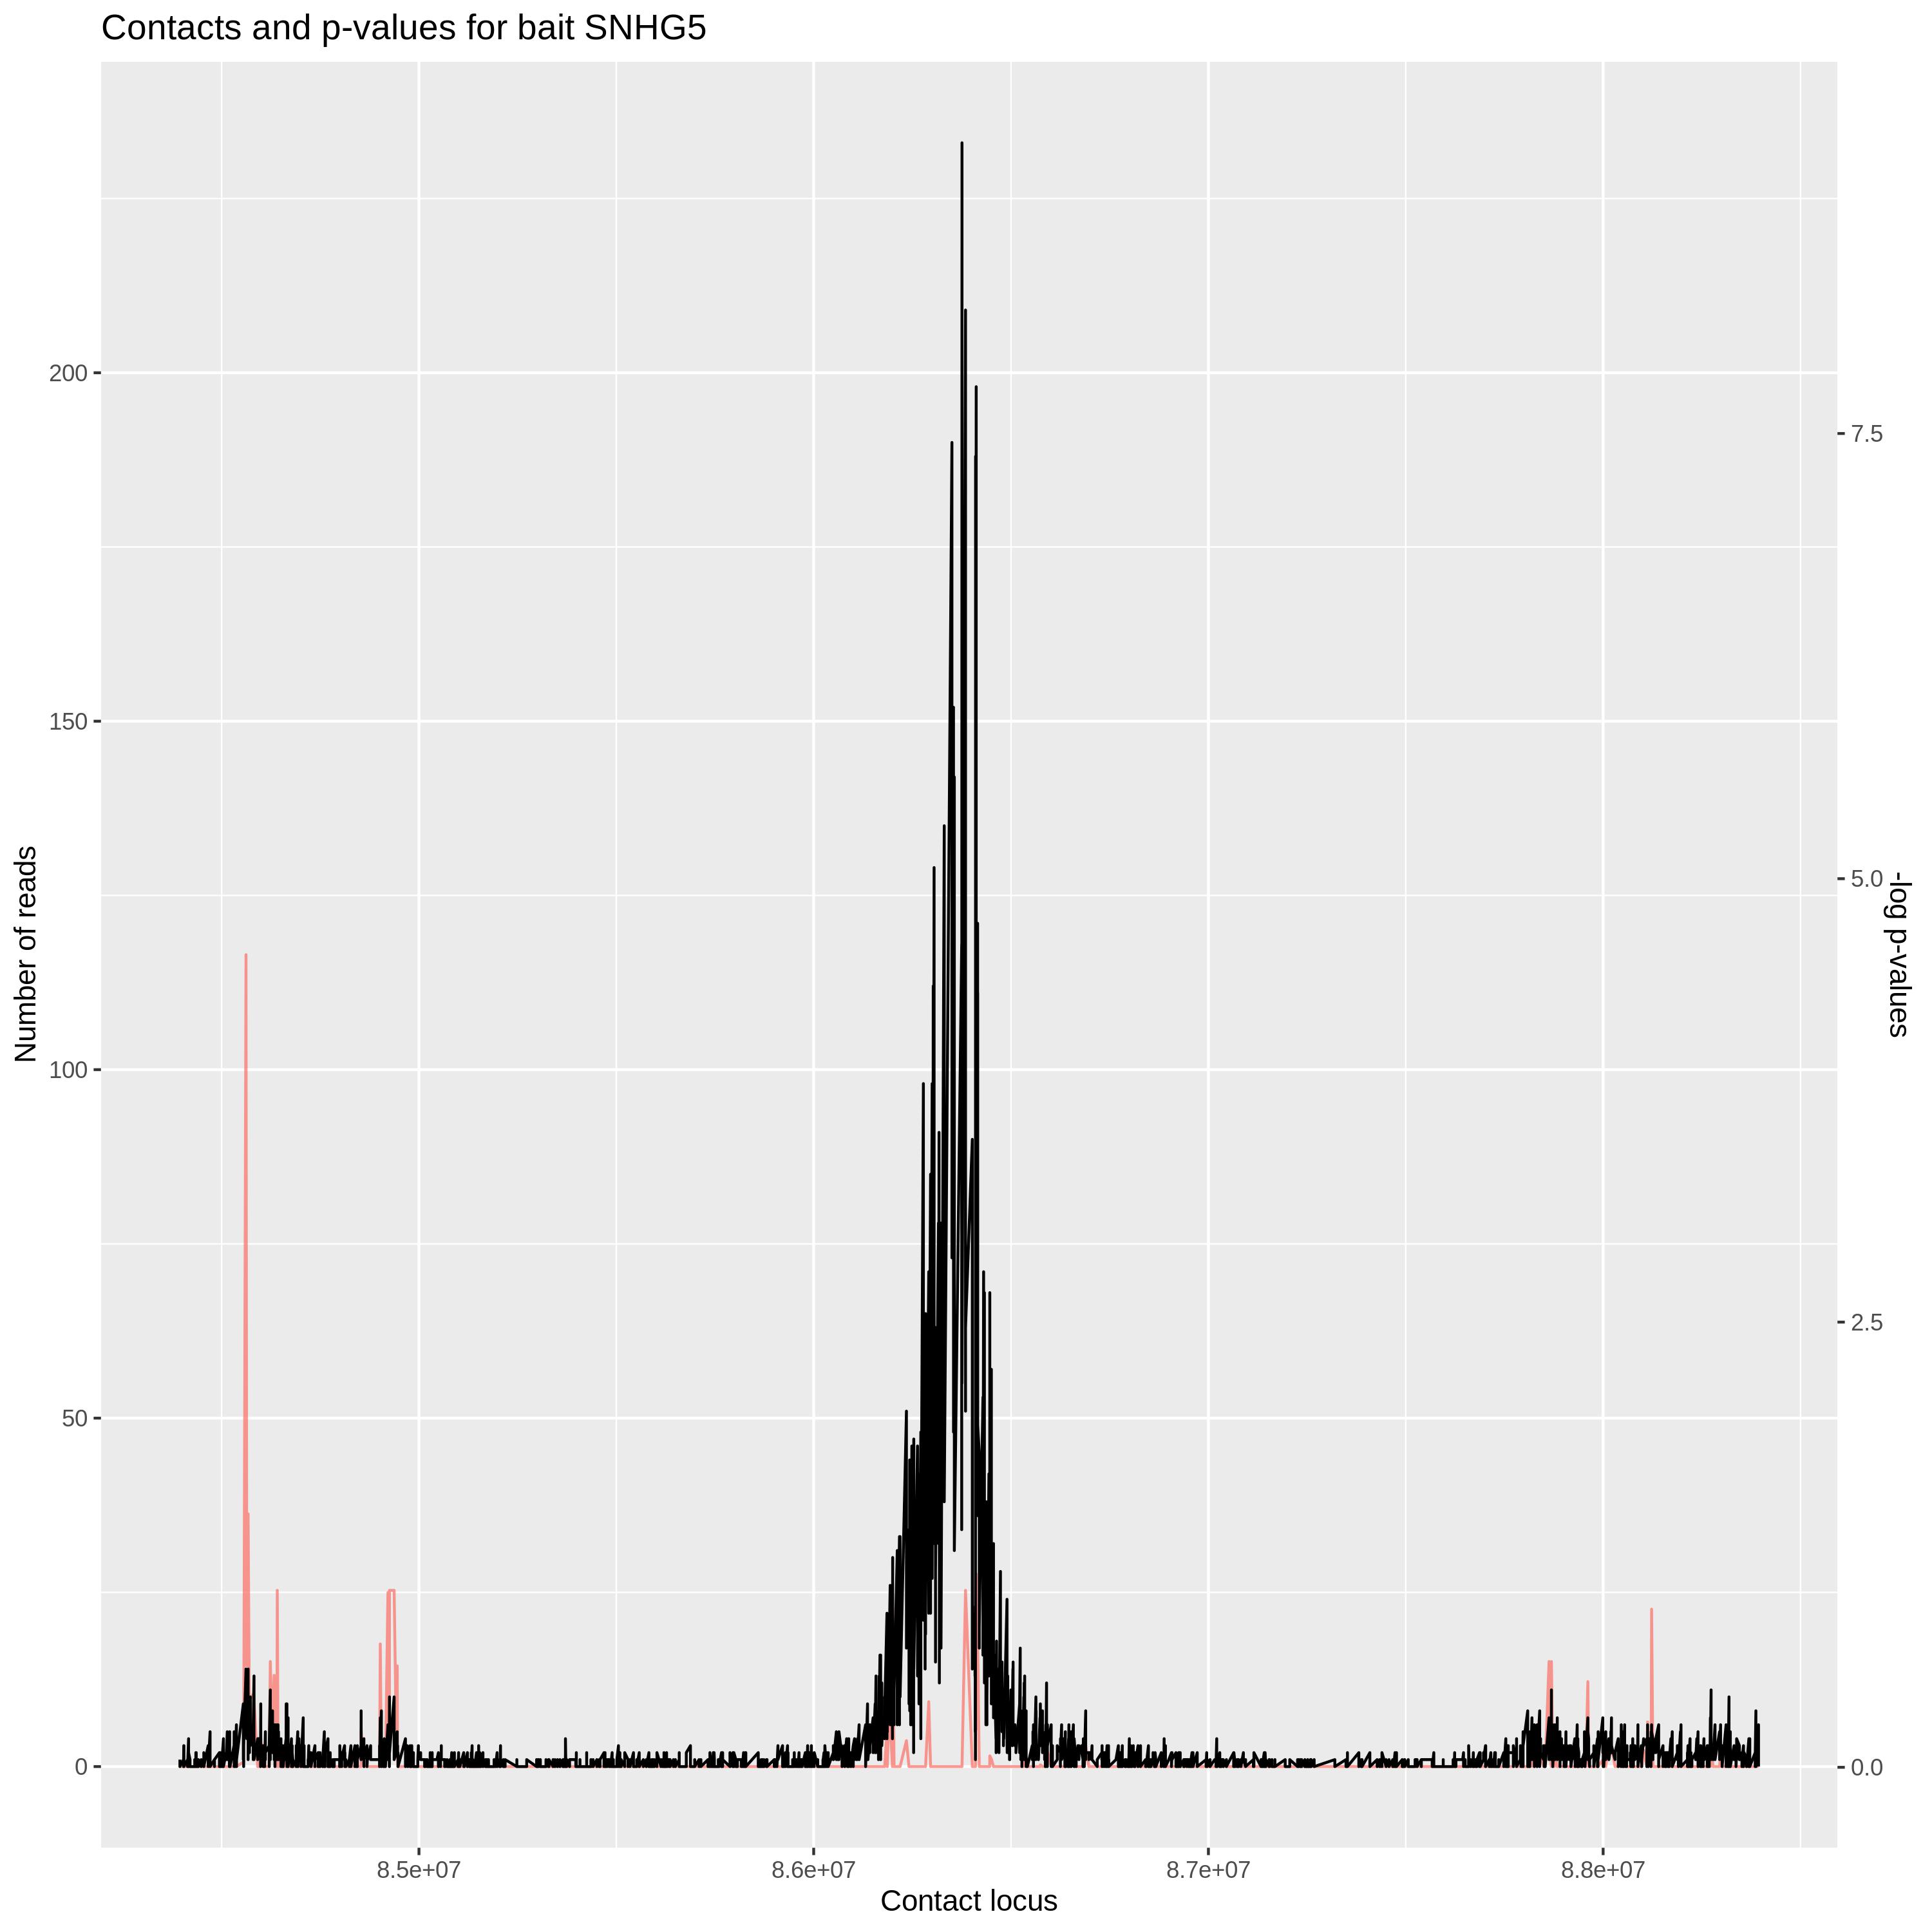 Contacts and p-values for bait SNHG5
Number of reads
200
150
100
50
0
7.5
5.0
2.5
0.0
-log p-values
8.5e+07
8.6e+07
8.7e+07
8.8e+07
Contact locus